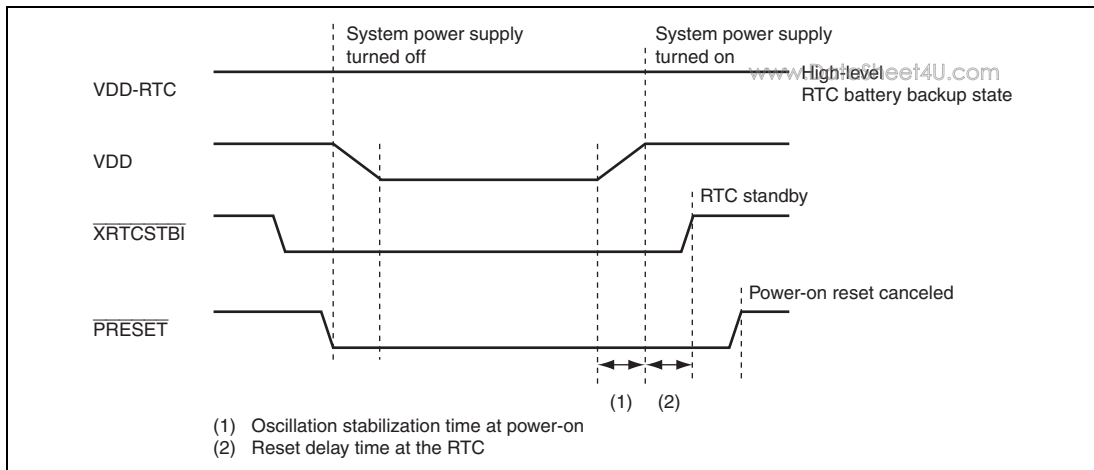 System power supply
turned off
System power supply
turned on
www.DataSheet4U.com
High-level
RTC battery backup state
VDD-RTC
VDD
RTC standby
XRTCSTBI
Power-on reset canceled
PRESET
(1) (2)
(1) Oscillation stabilization time at power-on
(2) Reset delay time at the RTC